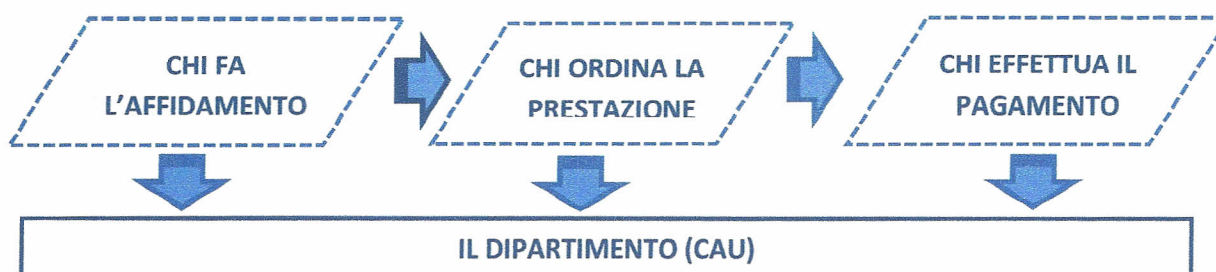 CHI FA
L'AFFIDAMENTO
CHI ORDINA LA
PRESTAZIONE
CHI EFFETTUA IL
PAGAMENTO
IL DIPARTIMENTO (CAU)